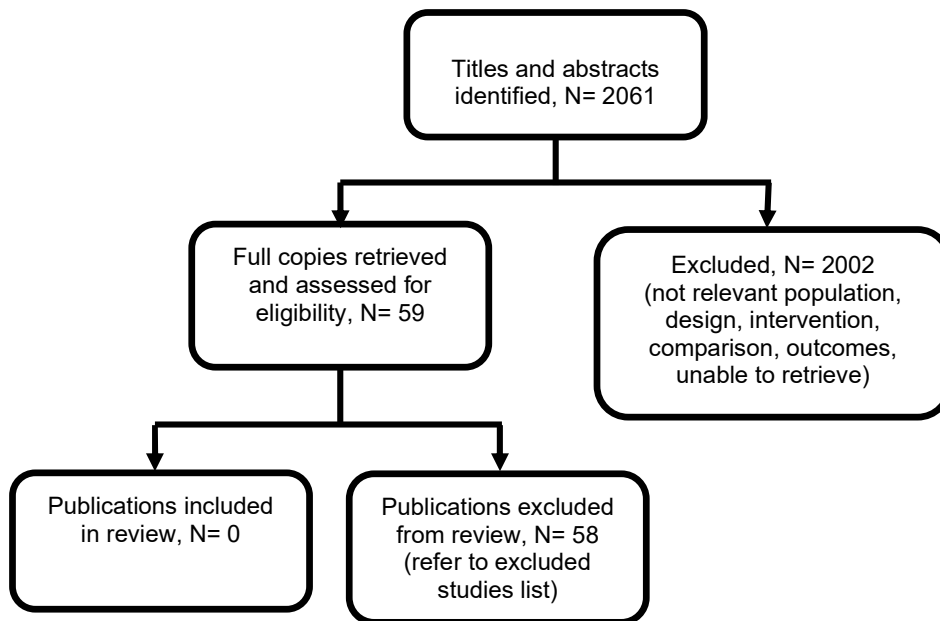 Titles and abstracts
identified, N= 2061
Full copies retrieved
and assessed for
eligibility, N= 59
Excluded, N= 2002
(not relevant population,
design, intervention,
comparison, outcomes,
unable to retrieve)
Publications included
in review, N= 0
Publications excluded
from review, N= 58
(refer to excluded
studies list)